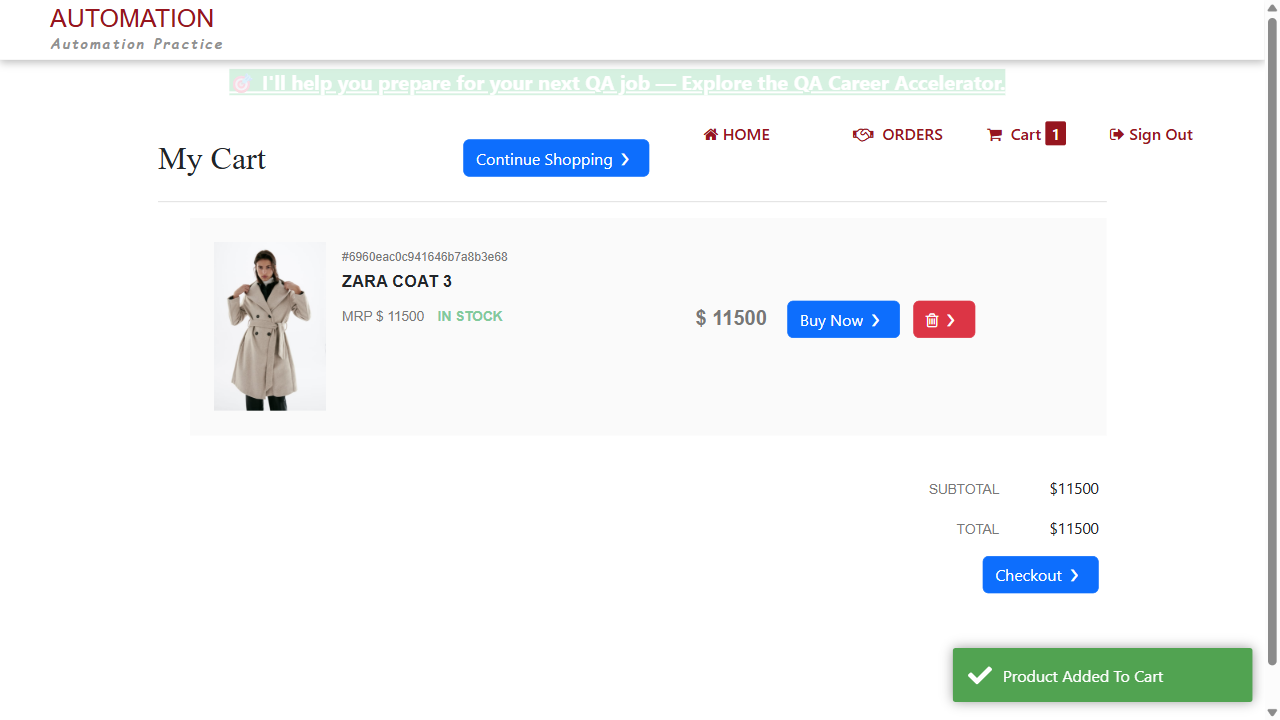 AUTOMATION
Automation Practice
🎯 I'll help you prepare for your next QA job — Explore the QA Career Accelerator.
HOME
ORDERS
Cart 1
Sign Out
My Cart
Continue Shopping ❯
#6960eac0c941646b7a8b3e68
ZARA COAT 3
MRP $ 11500 IN STOCK
$ 11500
Buy Now ❯
❯
SUBTOTAL $11500
TOTAL $11500
Checkout ❯
Product Added To Cart